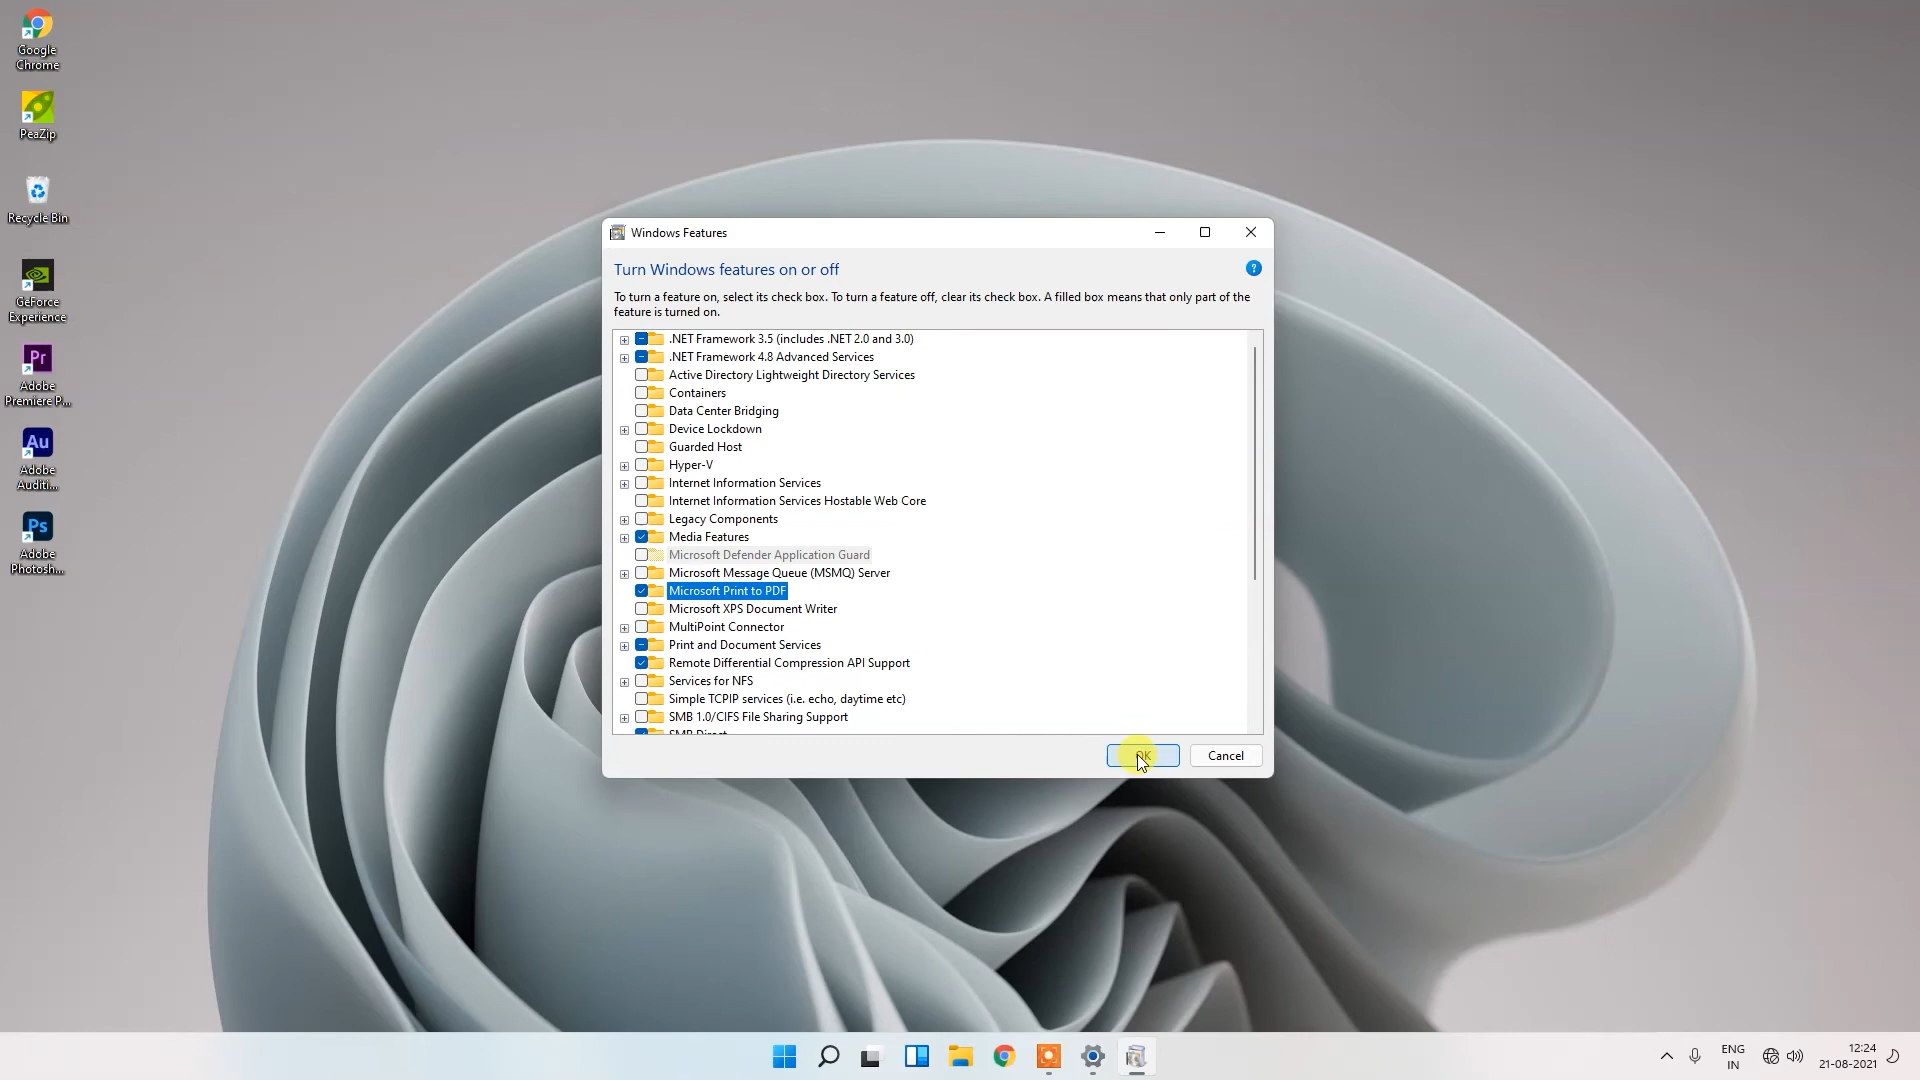 Google
Chrome
PeaZip
Recycle Bin
GeForce
Experience
Pr
Adobe
Premiere P...
Au
Adobe
Auditi...
Ps
Adobe
Photosh...
Windows Features
Turn Windows features on or off
?
To turn a feature on, select its check box. To turn a feature off, clear its check box. A filled box means that only part of the
feature is turned on.
.NET Framework 3.5 (includes .NET 2.0 and 3.0)
.NET Framework 4.8 Advanced Services
Active Directory Lightweight Directory Services
Containers
Data Center Bridging
Device Lockdown
Guarded Host
Hyper-V
Internet Information Services
Internet Information Services Hostable Web Core
Legacy Components
Media Features
Microsoft Defender Application Guard
Microsoft Message Queue (MSMQ) Server
Microsoft Print to PDF
Microsoft XPS Document Writer
MultiPoint Connector
Print and Document Services
Remote Differential Compression API Support
Services for NFS
Simple TCPIP services (i.e. echo, daytime etc)
SMB 1.0/CIFS File Sharing Support
SMB Direct
OK
Cancel
ENG
IN
12:24
21-08-2021